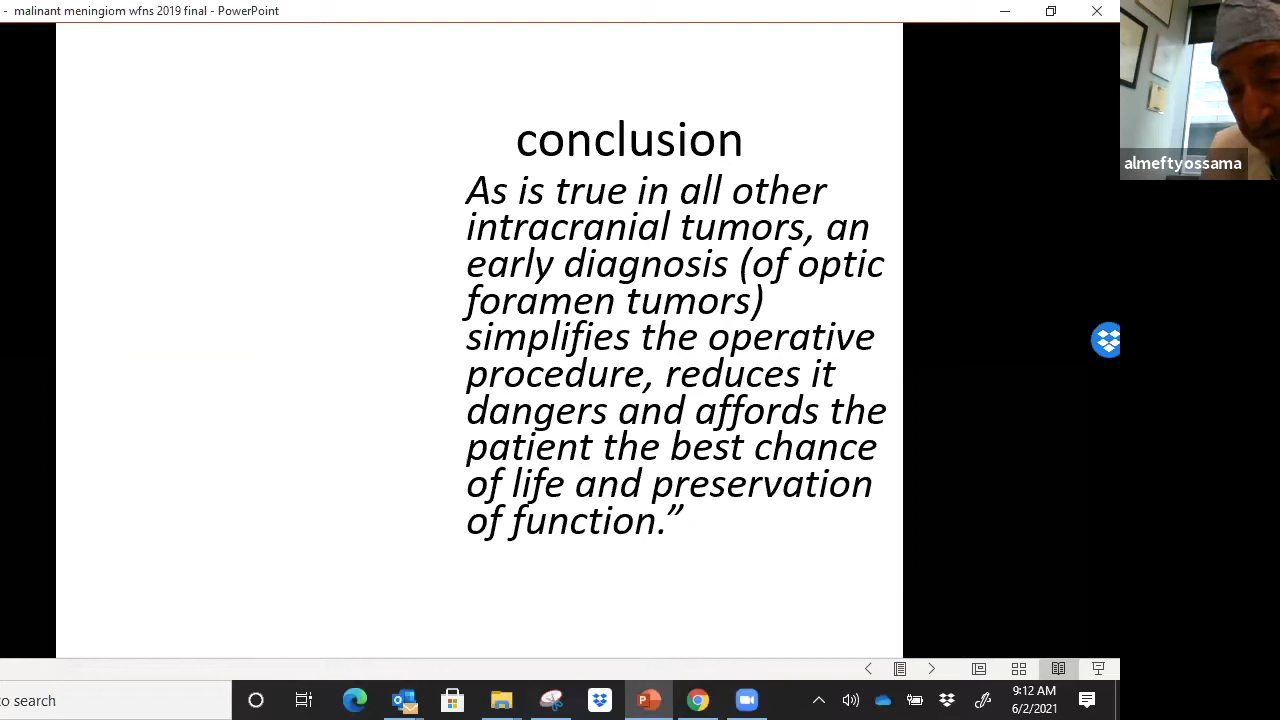 - malinant meningiom wfns 2019 final - PowerPoint
almeftyossama
conclusion
As is true in all other
intracranial tumors, an
early diagnosis (of optic
foramen tumors)
simplifies the operative
procedure, reduces it
dangers and affords the
patient the best chance
of life and preservation
of function.”
to search
9:12 AM
6/2/2021